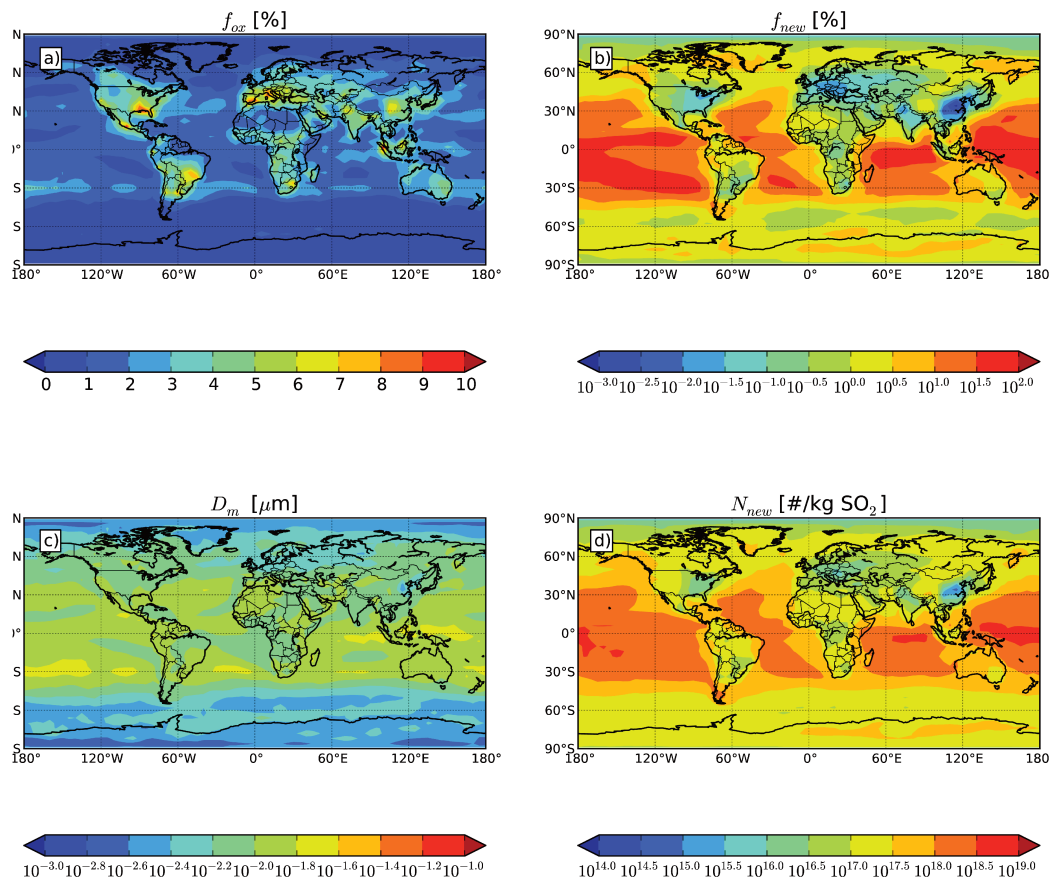 f_ox [%]
N
a)
N
N
)°
S
S
S
180° 120°W 60°W 0° 60°E 120°E 180°
0 1 2 3 4 5 6 7 8 9 10
f_new [%]
90°N
b)
60°N
30°N
0°
30°S
60°S
90°S
180° 120°W 60°W 0° 60°E 120°E 180
10^−3.0 10^−2.5 10^−2.0 10^−1.5 10^−1.0 10^−0.5 10^0.0 10^0.5 10^1.0 10^1.5 10^2.0
D_m [μm]
N
c)
N
N
)°
S
S
S
180° 120°W 60°W 0° 60°E 120°E 180°
10^−3.0 10^−2.8 10^−2.6 10^−2.4 10^−2.2 10^−2.0 10^−1.8 10^−1.6 10^−1.4 10^−1.2 10^−1.0
N_new [#/kg SO_2]
90°N
d)
60°N
30°N
0°
30°S
60°S
90°S
180° 120°W 60°W 0° 60°E 120°E 180
10^14.0 10^14.5 10^15.0 10^15.5 10^16.0 10^16.5 10^17.0 10^17.5 10^18.0 10^18.5 10^19.0